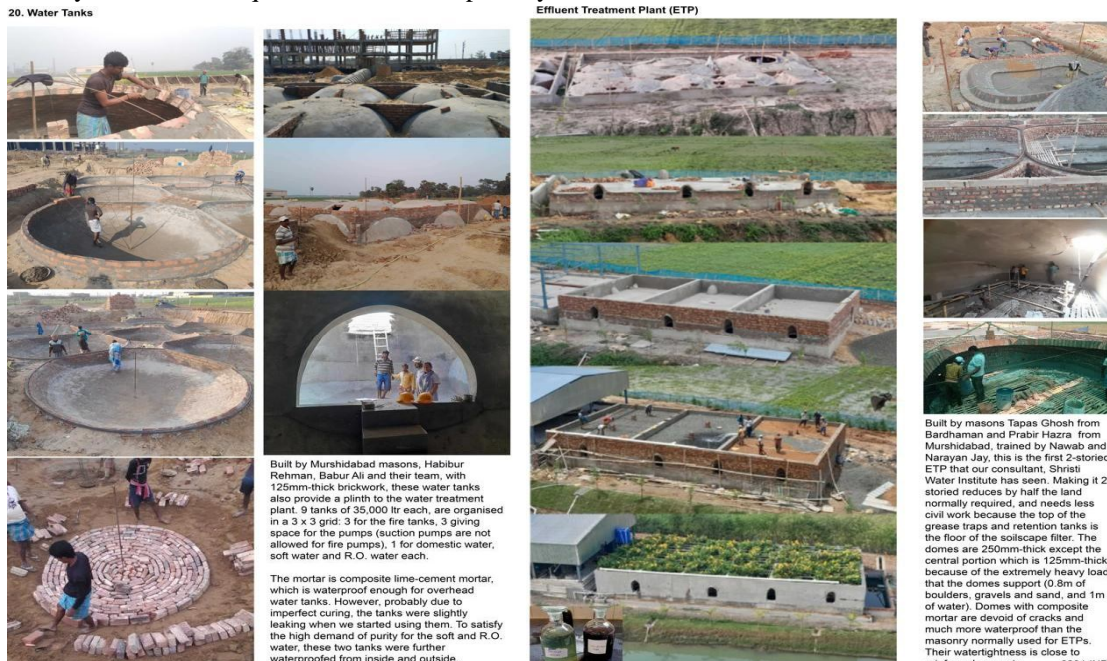 20. Water Tanks
Built by Murshidabad masons, Habibur
Rehman, Babur Ali and their team, with
125mm-thick brickwork, these water tanks
also provide a plinth to the water treatment
plant. 9 tanks of 35,000 ltr each, are organised
in a 3 x 3 grid: 3 for the fire tanks, 3 giving
space for the pumps (suction pumps are not
allowed for fire pumps), 1 for domestic water,
soft water and R.O. water each.
The mortar is composite lime-cement mortar,
which is waterproof enough for overhead
water tanks. However, probably due to
imperfect curing, the tanks were slightly
leaking when we started using them. To satisfy
the high demand of purity for the soft and R.O.
water, these two tanks were further
waterproofed from inside and outside
Effluent Treatment Plant (ETP)
Built by masons Tapas Ghosh from
Bardhaman and Prabir Hazra from
Murshidabad, trained by Nawab and
Narayan Jay, this is the first 2-storied
ETP that our consultant, Shristi
Water Institute has seen. Making it 2
storied reduces by half the land
normally required, and needs less
civil work because the top of the
grease traps and retention tanks is
the floor of the soilscape filter. The
domes are 250mm-thick except the
central portion which is 125mm-thick
because of the extremely heavy load
that the domes support (0.8m of
boulders, gravels and sand, and 1m
of water). Domes with composite
mortar are devoid of cracks and
much more waterproof than the
masonry normally used for ETPs.
Their watertightness is close to